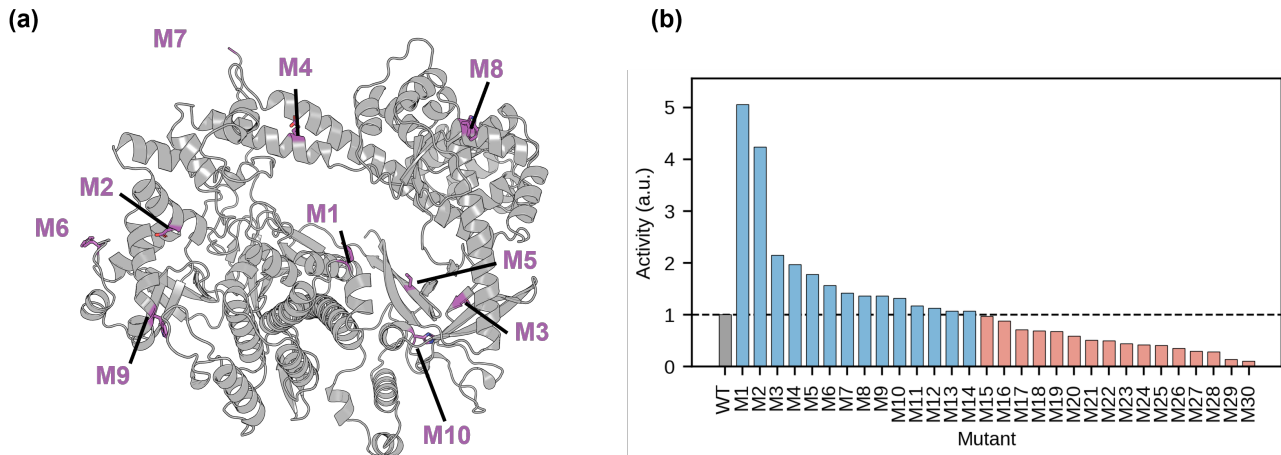 (a)
M7
M4
M8
M2
M6
M1
M5
M3
M9
M10
(b)
5
4
3
2
1
0
Activity (a.u.)
WT
M1
M2
M3
M4
M5
M6
M7
M8
M9
M10
M11
M12
M13
M14
M15
M16
M17
M18
M19
M20
M21
M22
M23
M24
M25
M26
M27
M28
M29
M30
Mutant